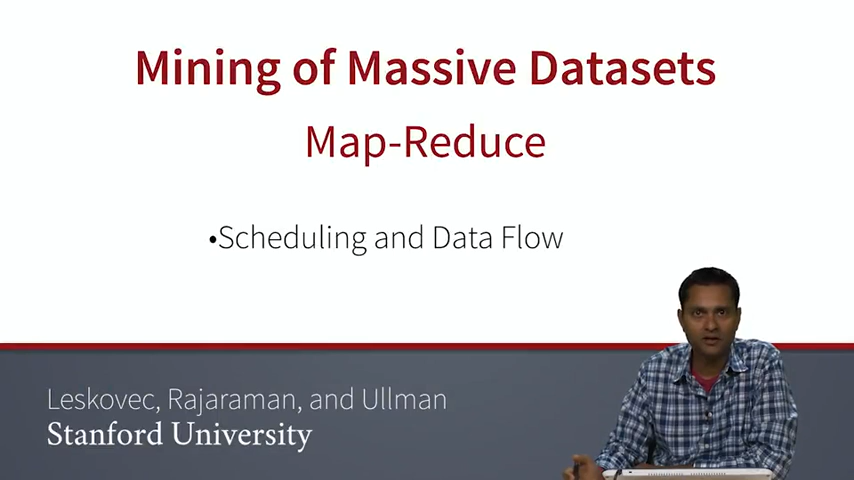 Mining of Massive Datasets
Map-Reduce
•Scheduling and Data Flow
Leskovec, Rajaraman, and Ullman
Stanford University